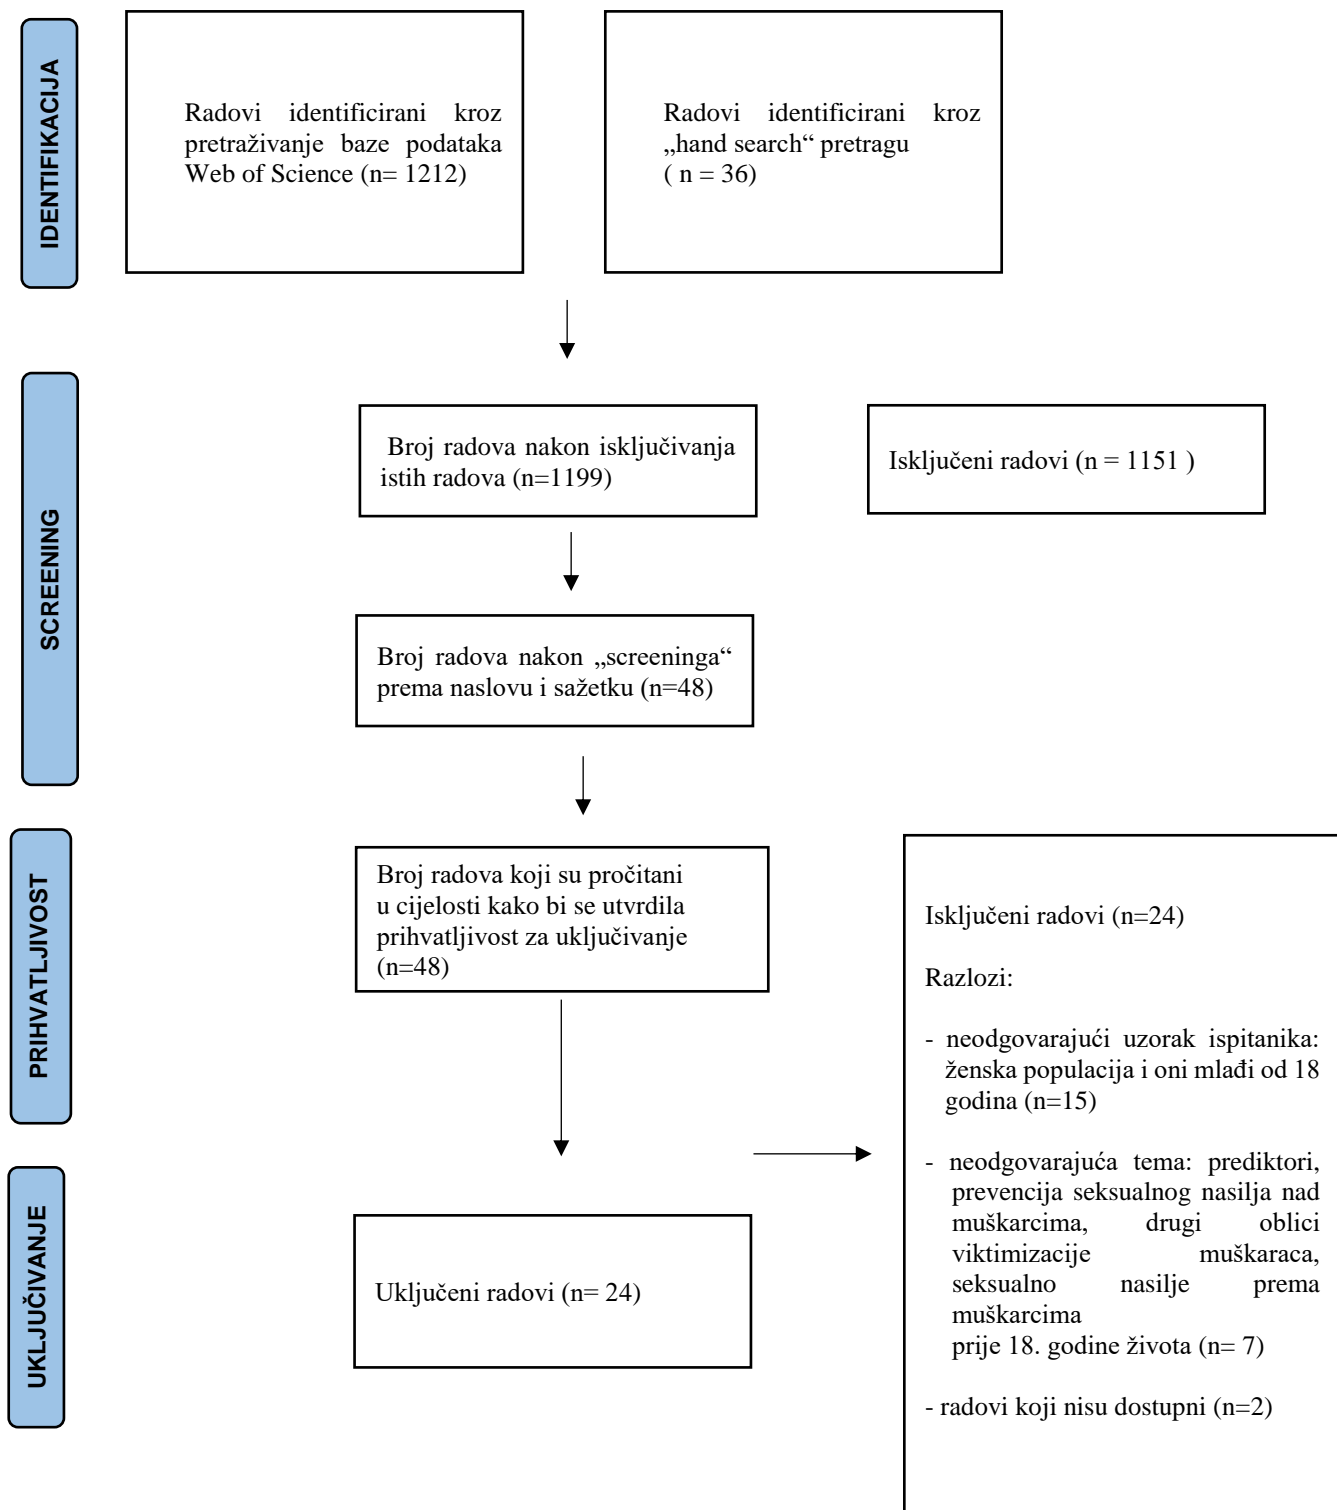 IDENTIFIKACIJA
Radovi identificirani kroz
pretraživanje baze podataka
Web of Science (n= 1212)
Radovi identificirani kroz
„hand search“ pretragu
( n = 36)
SCREENING
Broj radova nakon isključivanja
istih radova (n=1199)
Isključeni radovi (n = 1151 )
Broj radova nakon „screeninga“
prema naslovu i sažetku (n=48)
PRIHVATLJIVOST
Broj radova koji su pročitani
u cijelosti kako bi se utvrdila
prihvatljivost za uključivanje
(n=48)
Isključeni radovi (n=24)
Razlozi:
- neodgovarajući uzorak ispitanika:
ženska populacija i oni mlađi od 18
godina (n=15)
- neodgovarajuća tema: prediktori,
prevencija seksualnog nasilja nad
muškarcima, drugi oblici
viktimizacije muškaraca,
seksualno nasilje prema
muškarcima
prije 18. godine života (n= 7)
- radovi koji nisu dostupni (n=2)
UKLJUČIVANJE
Uključeni radovi (n= 24)